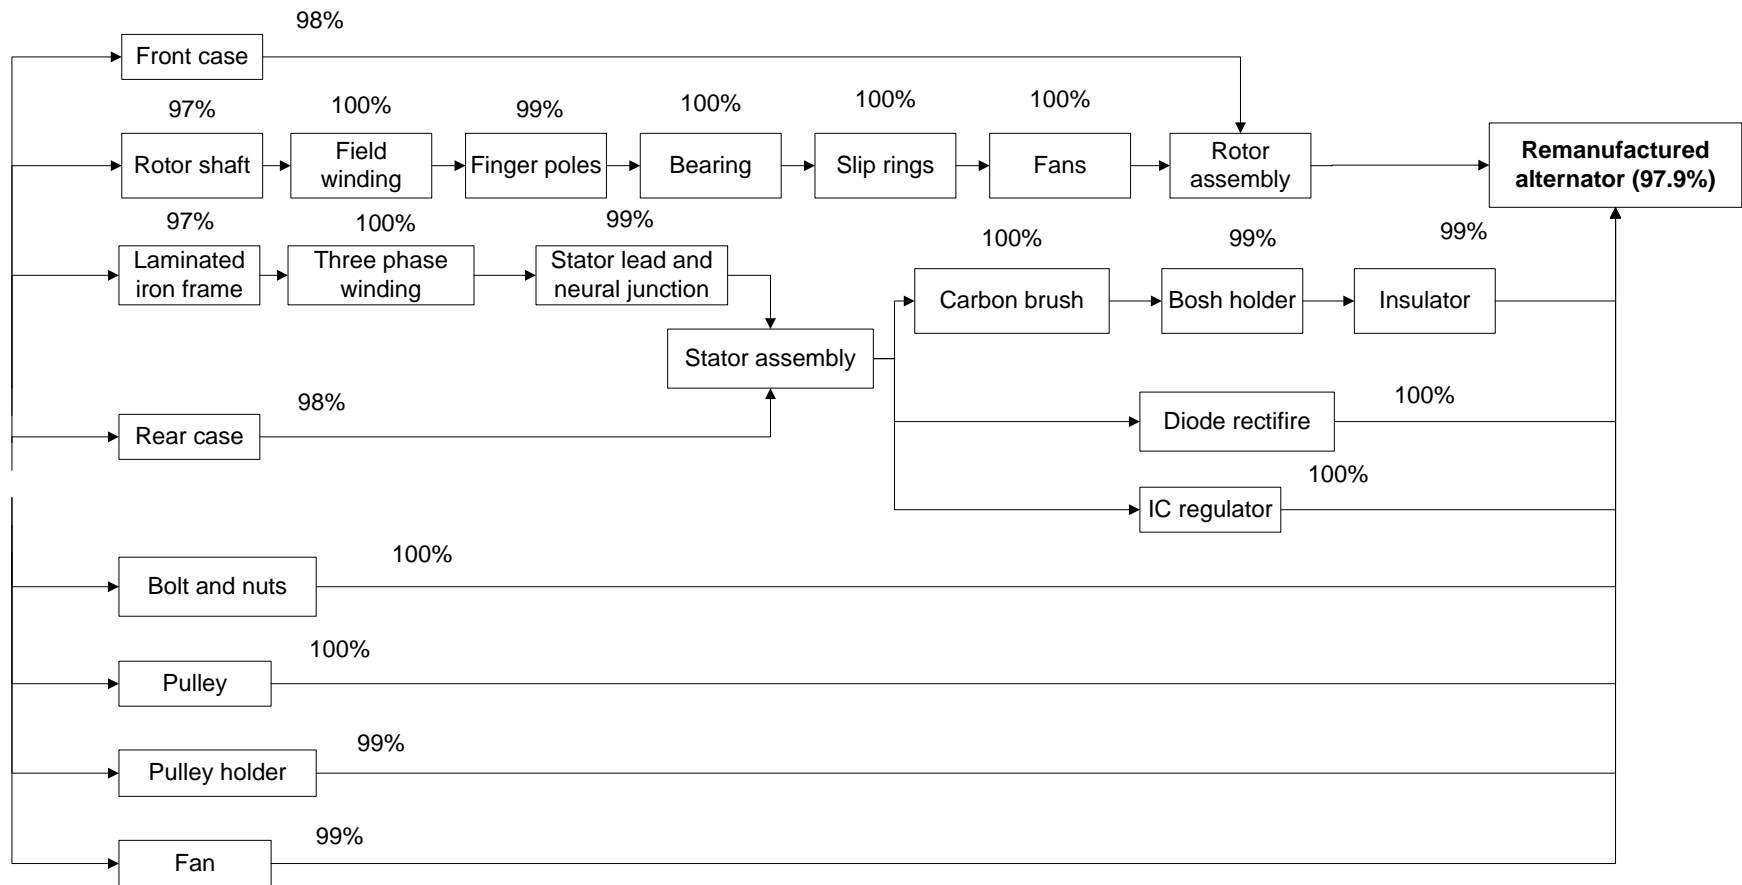 98%
Front case
97%
100%
99%
100%
100%
100%
Rotor shaft
Field
winding
Finger poles
Bearing
Slip rings
Fans
Rotor
assembly
Remanufactured
alternator (97.9%)
97%
100%
99%
Laminated
iron frame
Three phase
winding
Stator lead and
neural junction
100%
99%
99%
Carbon brush
Bosh holder
Insulator
Stator assembly
98%
Rear case
100%
Diode rectifire
100%
IC regulator
100%
Bolt and nuts
100%
Pulley
99%
Pulley holder
99%
Fan